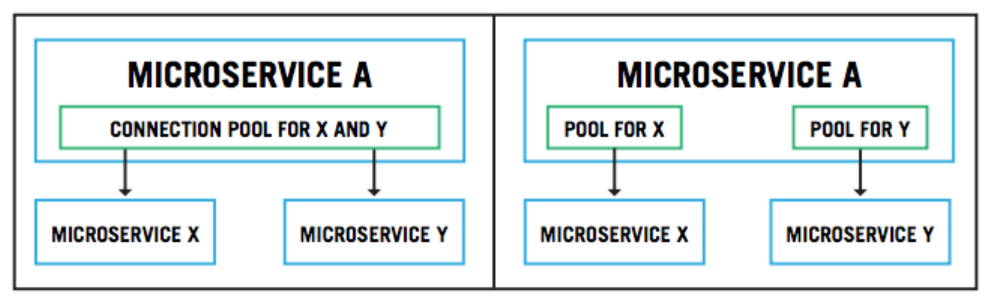 MICROSERVICE A
CONNECTION POOL FOR X AND Y
MICROSERVICE X
MICROSERVICE Y
MICROSERVICE A
POOL FOR X
POOL FOR Y
MICROSERVICE X
MICROSERVICE Y